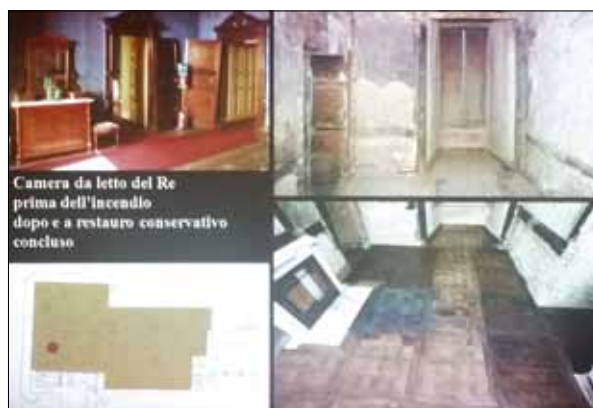 Camera da letto del Re
prima dell'incendio
dopo e a restauro conservativo
concluso